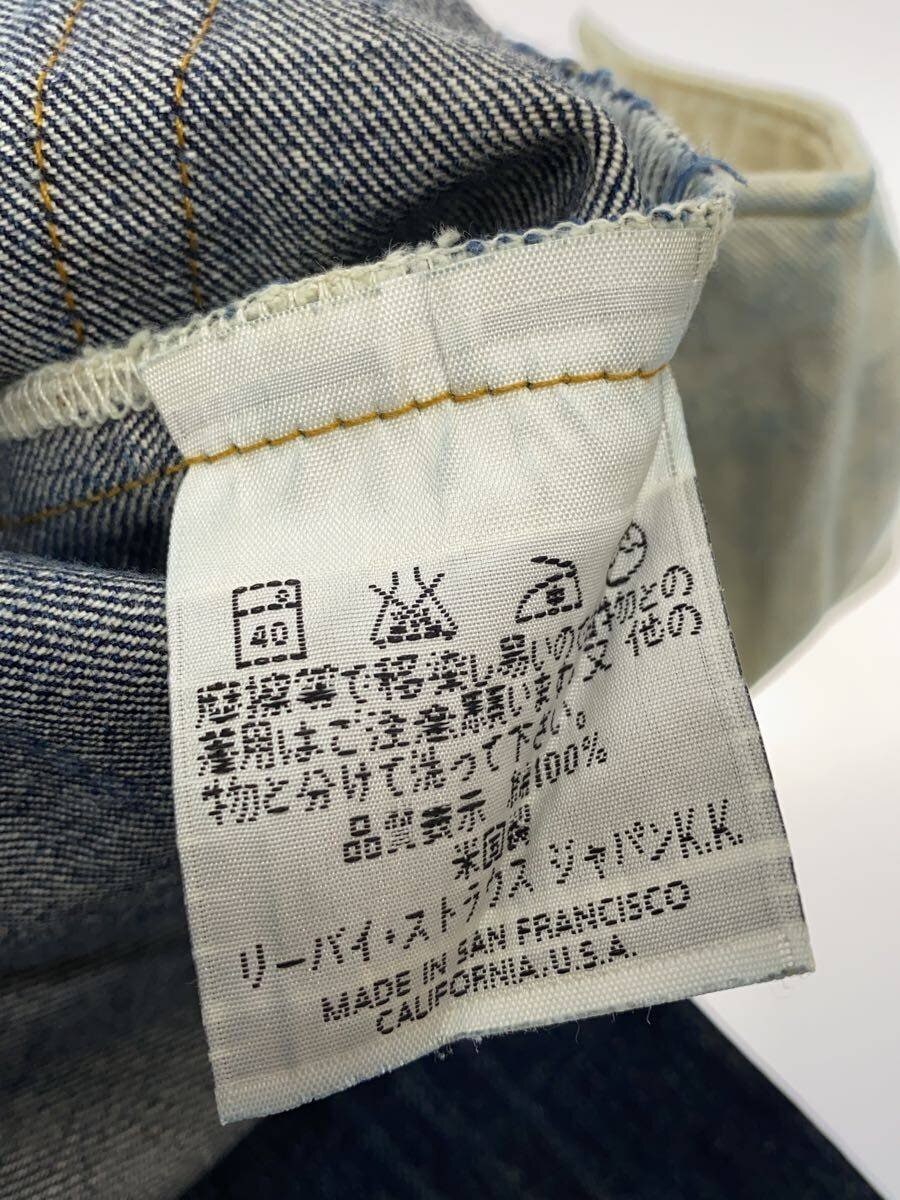 40
摩擦等で移染し易いので淡色物との
着用はご注意願います。又、他の
物と分けて洗って下さい。
品質表示 綿100%
米国製
リーバイ・ストラウス ジャパンK.K.
MADE IN SAN FRANCISCO
CALIFORNIA, U.S.A.